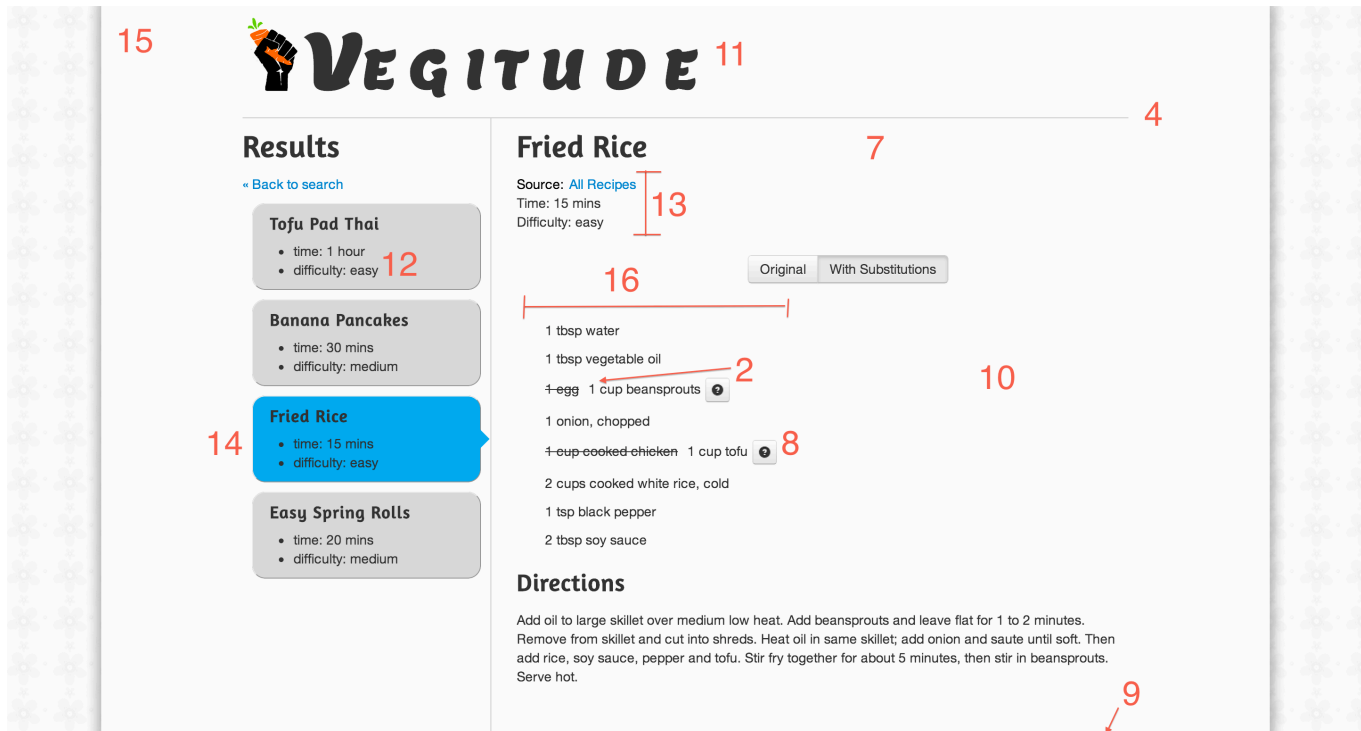 15
VEGITUDE 11
4
Results
« Back to search
Tofu Pad Thai
• time: 1 hour
• difficulty: easy 12
Banana Pancakes
• time: 30 mins
• difficulty: medium
14
Fried Rice
• time: 15 mins
• difficulty: easy
Easy Spring Rolls
• time: 20 mins
• difficulty: medium
Fried Rice
7
Source: All Recipes
Time: 15 mins
Difficulty: easy
13
Original With Substitutions
16
1 tbsp water
1 tbsp vegetable oil
2
1 egg 1 cup beansprouts ?
10
1 onion, chopped
1 cup cooked chicken 1 cup tofu ? 8
2 cups cooked white rice, cold
1 tsp black pepper
2 tbsp soy sauce
Directions
Add oil to large skillet over medium low heat. Add beansprouts and leave flat for 1 to 2 minutes.
Remove from skillet and cut into shreds. Heat oil in same skillet; add onion and saute until soft. Then
add rice, soy sauce, pepper and tofu. Stir fry together for about 5 minutes, then stir in beansprouts.
Serve hot.
9